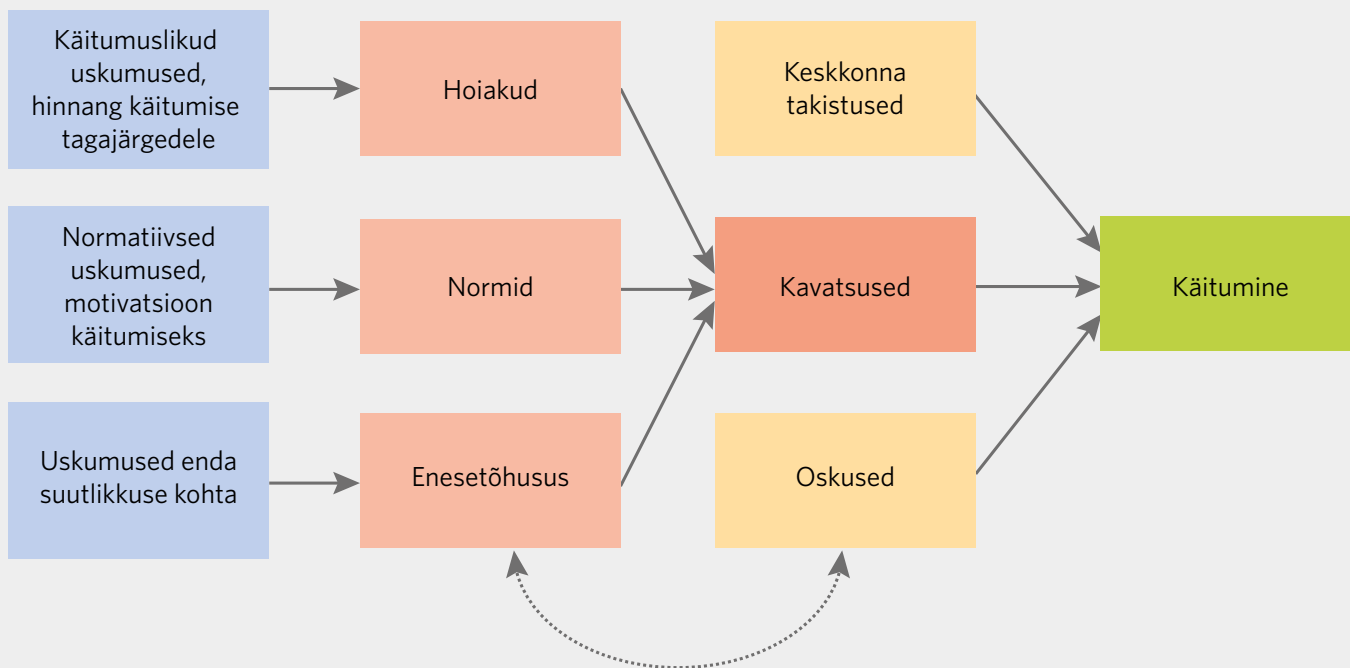 Käitumuslikud
uskumused,
hinnang käitumise
tagajärgedele
Hoiakud
Keskkonna
takistused
Normatiivsed
uskumused,
motivatsioon
käitumiseks
Normid
Kavatsused
Käitumine
Uskumused enda
suutlikkuse kohta
Enesetõhusus
Oskused